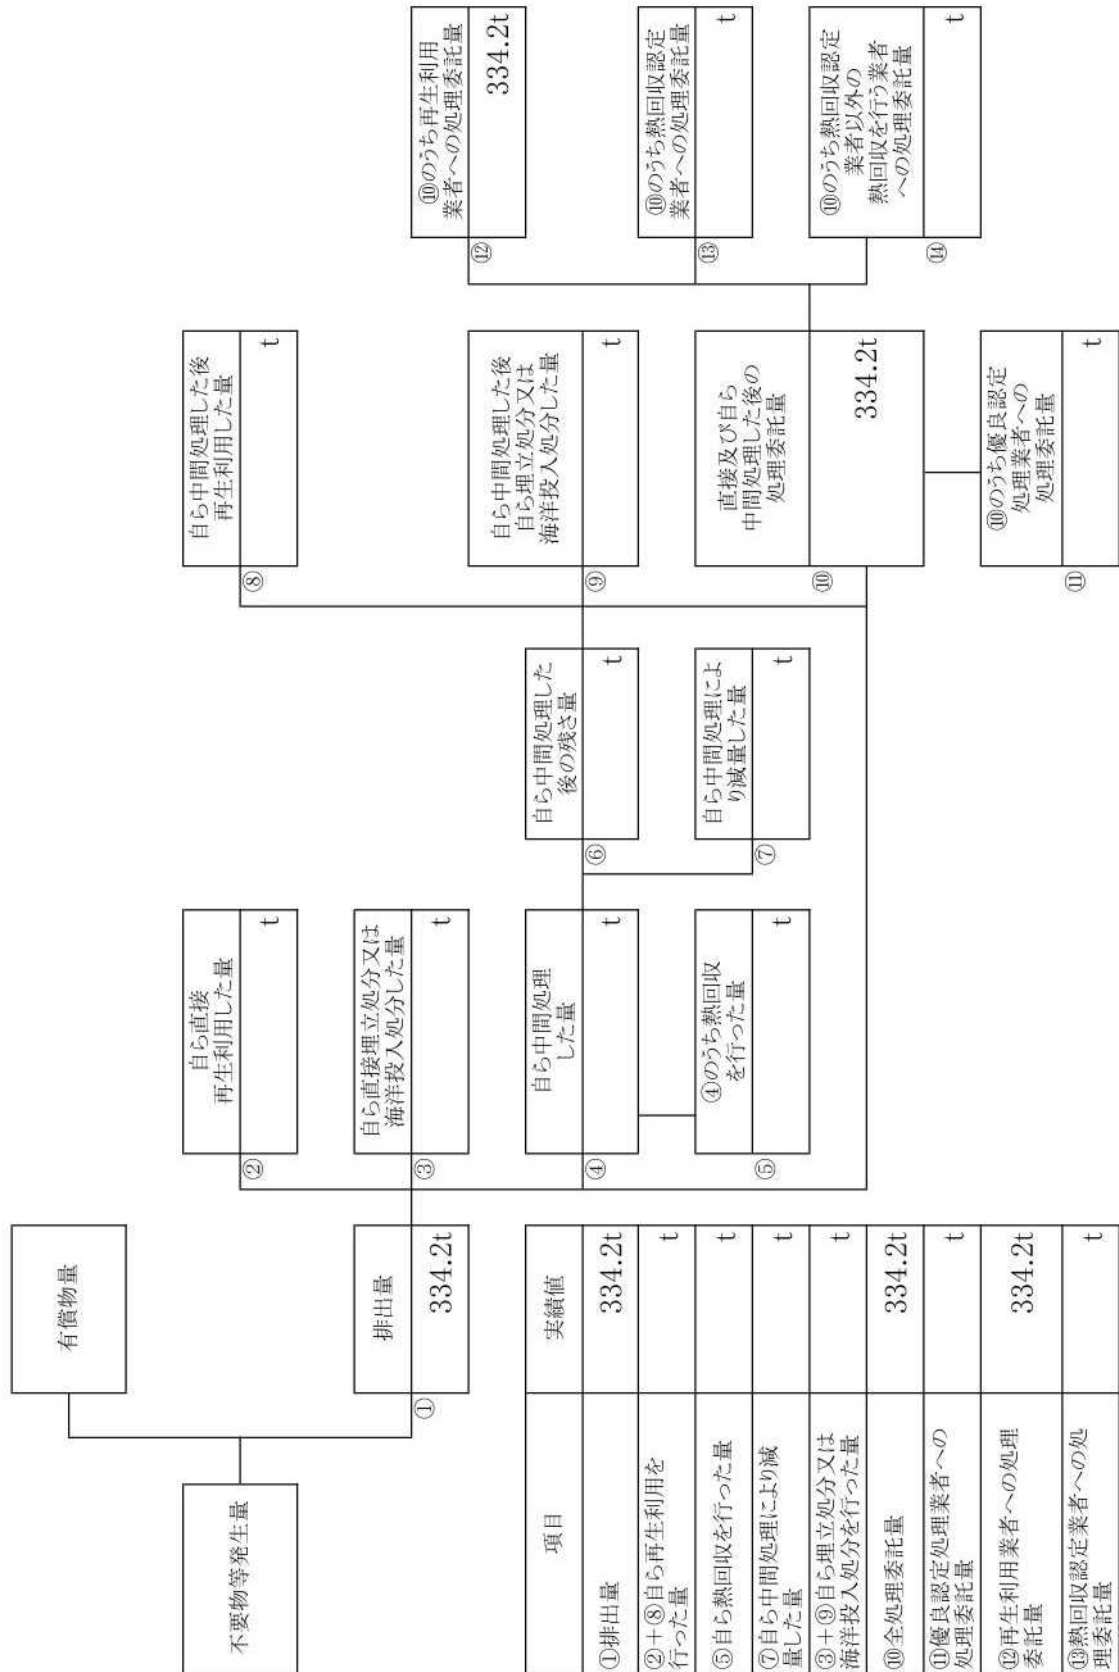 不要物等発生量
有償物量
①
排出量
334.2t
②
自ら直接
再生利用した量
t
③
自ら直接埋立処分又は
海洋投入処分した量
t
④
自ら中間処理
した量
t
⑤
④のうち熱回収
を行った量
t
⑥
自ら中間処理した
後の残さ量
t
⑦
自ら中間処理によ
り減量した量
t
⑧
自ら中間処理した後
再生利用した量
t
⑨
自ら中間処理した後
自ら埋立処分又は
海洋投入処分した量
t
⑩
直接及び自ら
中間処理した後の
処理委託量
334.2t
⑪
⑩のうち優良認定
処理業者への
処理委託量
t
⑫
⑩のうち再生利用
業者への処理委託量
334.2t
⑬
⑩のうち熱回収認定
業者への処理委託量
t
⑭
⑩のうち熱回収認定
業者以外の
熱回収を行う業者
への処理委託量
t
項目 実績値
①排出量 334.2t
②+⑧自ら再生利用を
行った量 t
⑤自ら熱回収を行った量 t
⑦自ら中間処理により減
量した量 t
③+⑨自ら埋立処分又は
海洋投入処分を行った量 t
⑩全処理委託量 334.2t
⑪優良認定処理業者への
処理委託量 t
⑫再生利用業者への処理
委託量 334.2t
⑬熱回収認定業者への処
理委託量 t